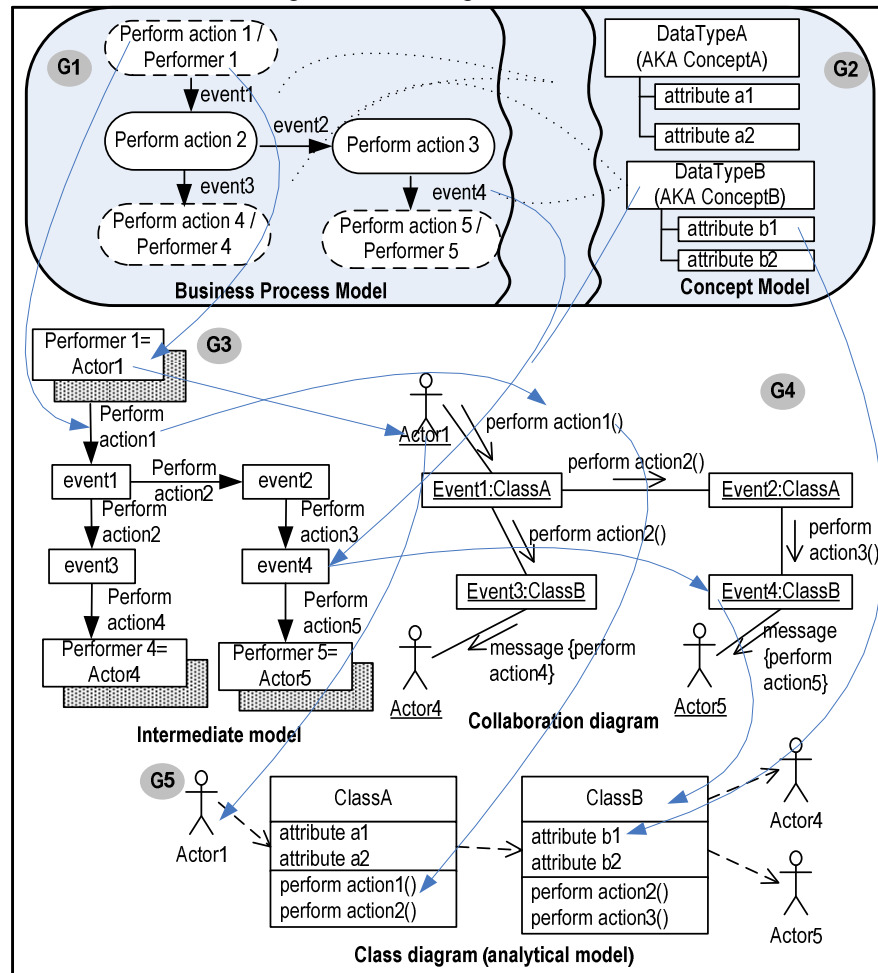 Perform action 1 /
Performer 1
G1
event1
Perform action 2
event2
Perform action 3
event3
event4
Perform action 4 /
Performer 4
Perform action 5 /
Performer 5
Business Process Model
DataTypeA
(AKA ConceptA)
G2
attribute a1
attribute a2
DataTypeB
(AKA ConceptB)
attribute b1
attribute b2
Concept Model
Performer 1=
Actor1
G3
Perform
action1
event1
Perform
action2
event2
Perform
action2
Perform
action3
event3
event4
Perform
action4
Perform
action5
Performer 4=
Actor4
Performer 5=
Actor5
Intermediate model
G4
Actor1
perform action1()
perform action2()
Event1:ClassA
Event2:ClassA
perform action2()
perform
action3()
Event3:ClassB
Event4:ClassB
message {perform
action4}
message
{perform
action5}
Actor4
Actor5
Collaboration diagram
G5
Actor1
ClassA
attribute a1
attribute a2
perform action1()
perform action2()
ClassB
attribute b1
attribute b2
perform action2()
perform action3()
Actor4
Actor5
Class diagram (analytical model)